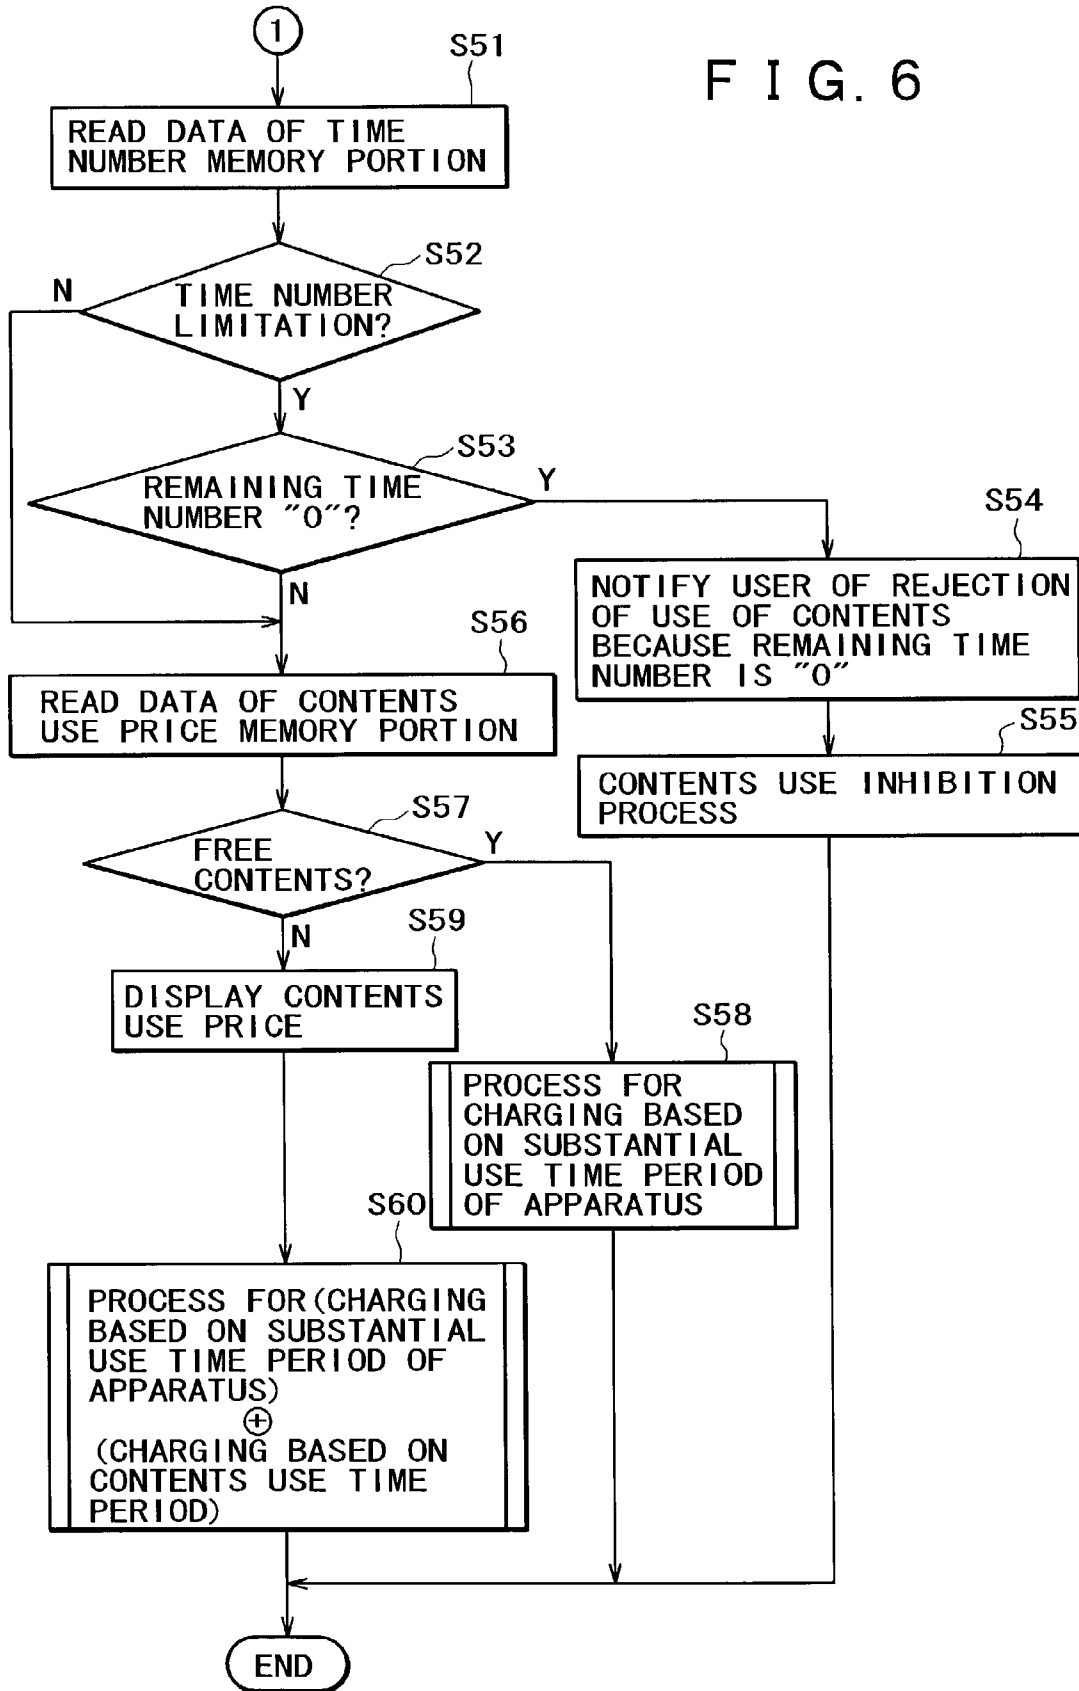 1
S51
FIG. 6
READ DATA OF TIME
NUMBER MEMORY PORTION
S52
N
TIME NUMBER
LIMITATION?
Y
S53
REMAINING TIME
NUMBER "0"?
Y
N
S54
NOTIFY USER OF REJECTION
OF USE OF CONTENTS
BECAUSE REMAINING TIME
NUMBER IS "0"
S56
READ DATA OF CONTENTS
USE PRICE MEMORY PORTION
S55
CONTENTS USE INHIBITION
PROCESS
S57
FREE
CONTENTS?
Y
N
S59
DISPLAY CONTENTS
USE PRICE
S58
PROCESS FOR
CHARGING BASED
ON SUBSTANTIAL
USE TIME PERIOD
OF APPARATUS
S60
PROCESS FOR(CHARGING
BASED ON SUBSTANTIAL
USE TIME PERIOD OF
APPARATUS)
⊕
(CHARGING BASED ON
CONTENTS USE TIME
PERIOD)
END